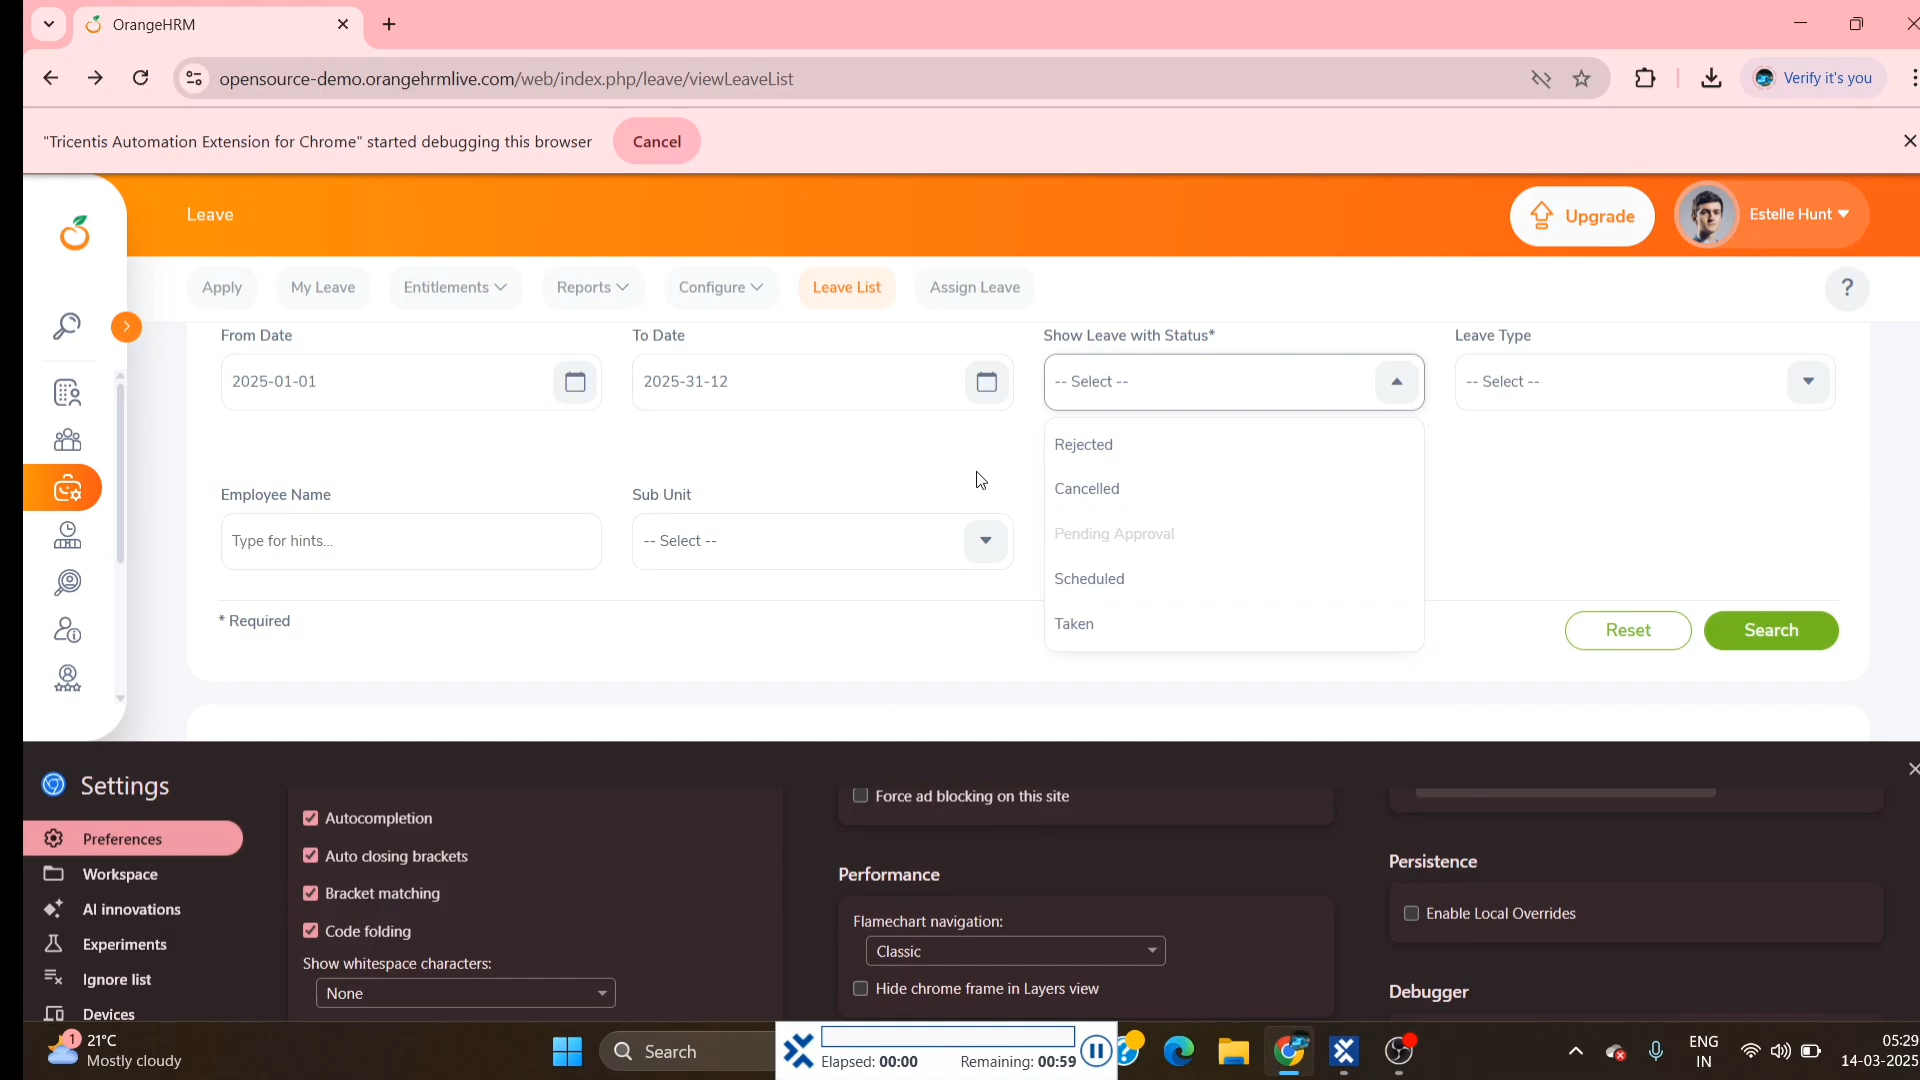 OrangeHRM
opensource-demo.orangehrmlive.com/web/index.php/leave/viewLeaveList
Verify it's you
"Tricentis Automation Extension for Chrome" started debugging this browser
Cancel
Leave
Upgrade
Estelle Hunt
Apply
My Leave
Entitlements
Reports
Configure
Leave List
Assign Leave
?
From Date
To Date
Show Leave with Status*
Leave Type
2025-01-01
2025-31-12
-- Select --
-- Select --
Rejected
Cancelled
Pending Approval
Scheduled
Taken
Employee Name
Sub Unit
Type for hints...
-- Select --
* Required
Reset
Search
Settings
Preferences
Workspace
AI innovations
Experiments
Ignore list
Devices
Autocompletion
Auto closing brackets
Bracket matching
Code folding
Show whitespace characters:
None
Force ad blocking on this site
Performance
Flamechart navigation:
Classic
Hide chrome frame in Layers view
Persistence
Enable Local Overrides
Debugger
1
21°C
Mostly cloudy
Search
Elapsed: 00:00
Remaining: 00:59
ENG
IN
05:29
14-03-2025